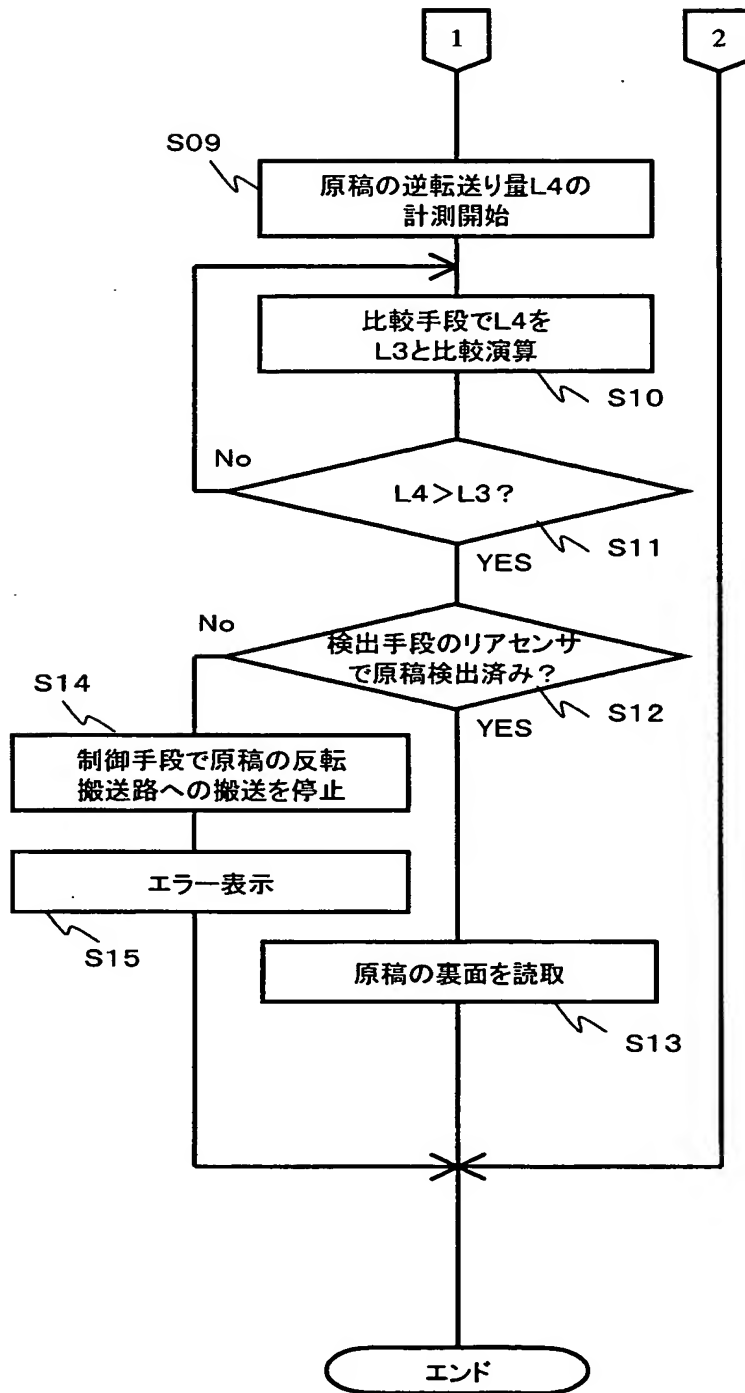 1
2
S09
原稿の逆転送り量L4の
計測開始
比較手段でL4を
L3と比較演算
S10
No
L4>L3?
S11
YES
No
検出手段のリアセンサ
で原稿検出済み?
S12
YES
S14
制御手段で原稿の反転
搬送路への搬送を停止
エラー表示
S15
原稿の裏面を読取
S13
エンド